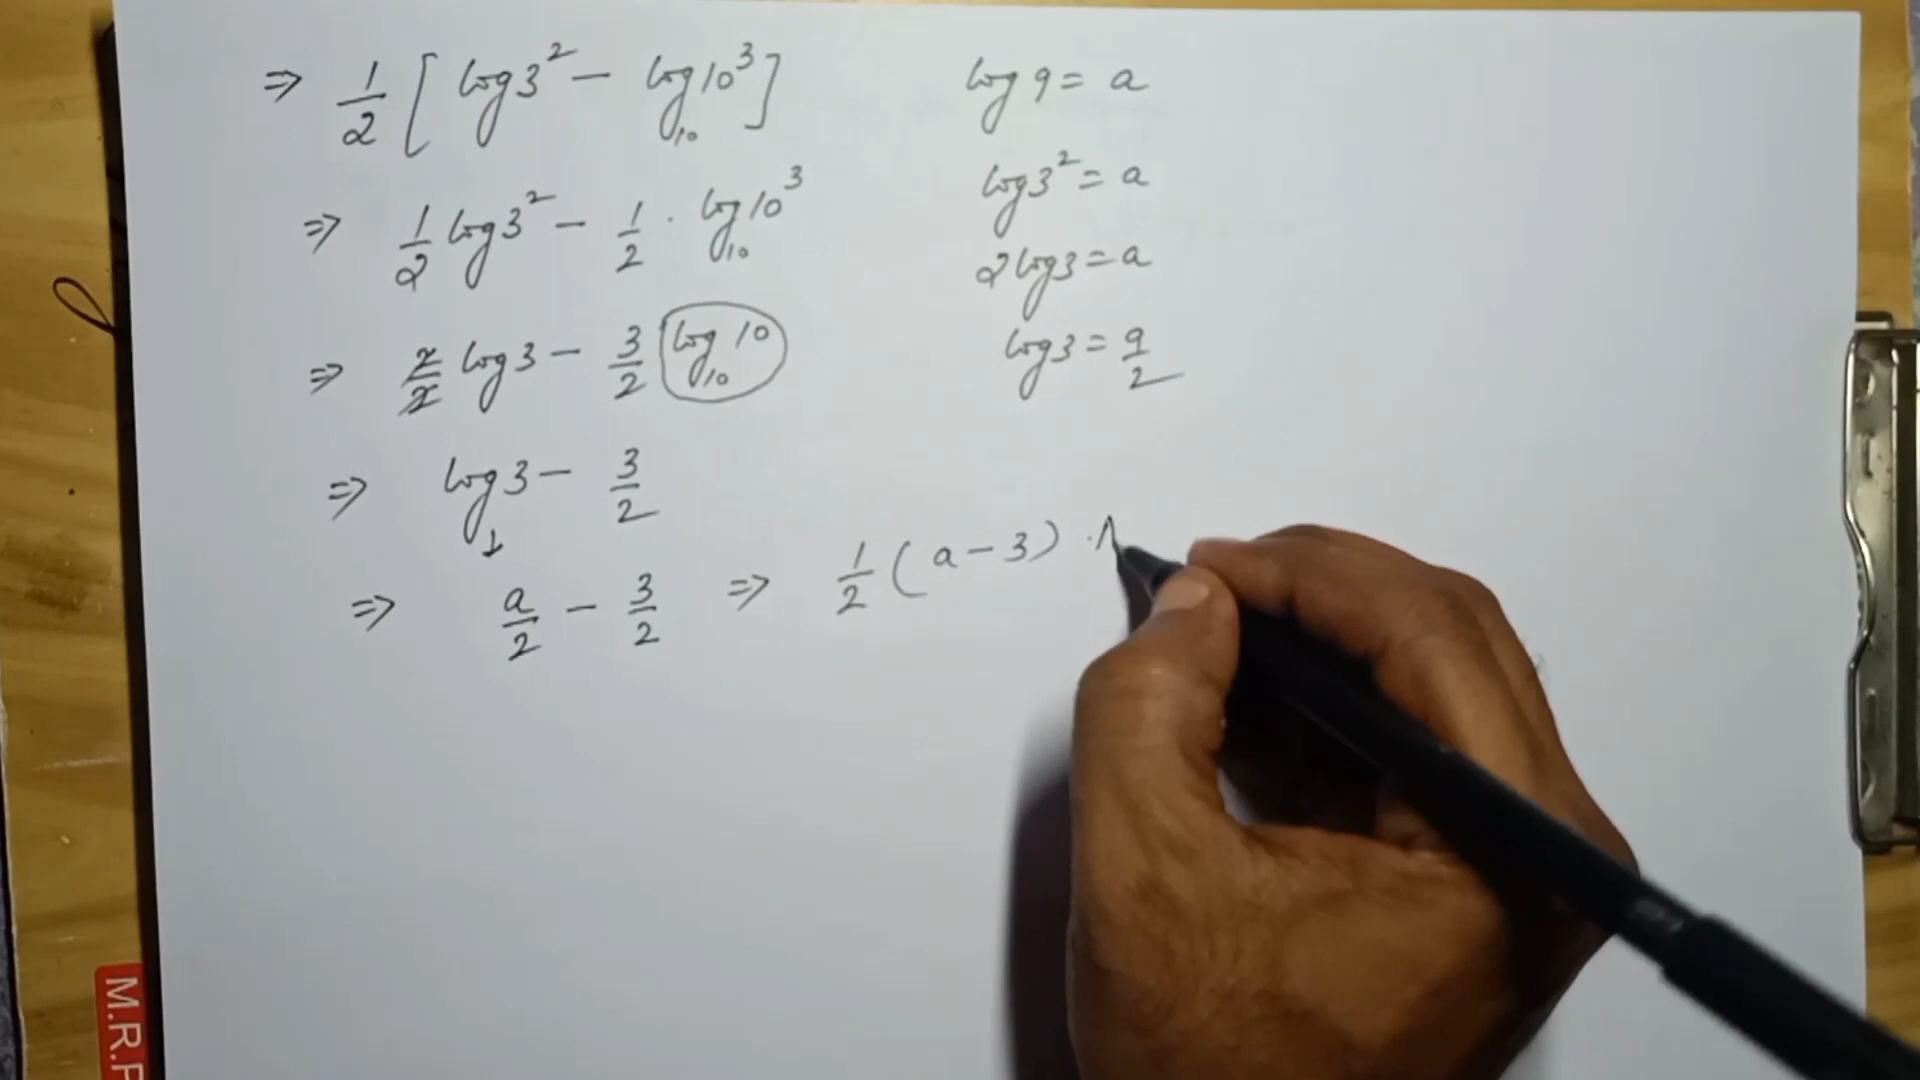 ⇒ 1/2 [ log 3² − log₁₀ 10³ ]
⇒ 1/2 log 3² − 1/2 · log₁₀ 10³
⇒ 2/2 log 3 − 3/2 log₁₀ 10
⇒ log 3 − 3/2
⇒ a/2 − 3/2 ⇒ 1/2 (a − 3) ·
log 9 = a
log 3² = a
2 log 3 = a
log 3 = a/2
M.R.P